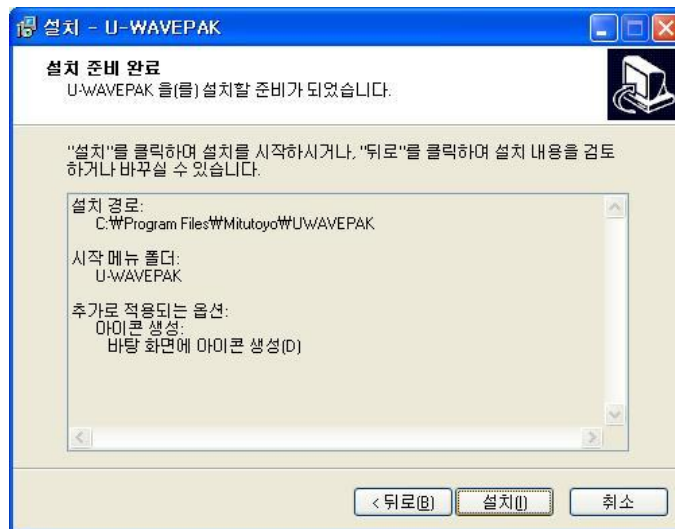 설치 - U-WAVEPAK
설치 준비 완료
U-WAVEPAK 을(를) 설치할 준비가 되었습니다.
"설치"를 클릭하여 설치를 시작하시거나, "뒤로"를 클릭하여 설치 내용을 검토
하거나 바꾸실 수 있습니다.
설치 경로:
C:₩Program Files₩Mitutoyo₩UWAVEPAK
시작 메뉴 폴더:
U-WAVEPAK
추가로 적용되는 옵션:
아이콘 생성:
바탕 화면에 아이콘 생성(D)
< 뒤로(B)
설치(I)
취소